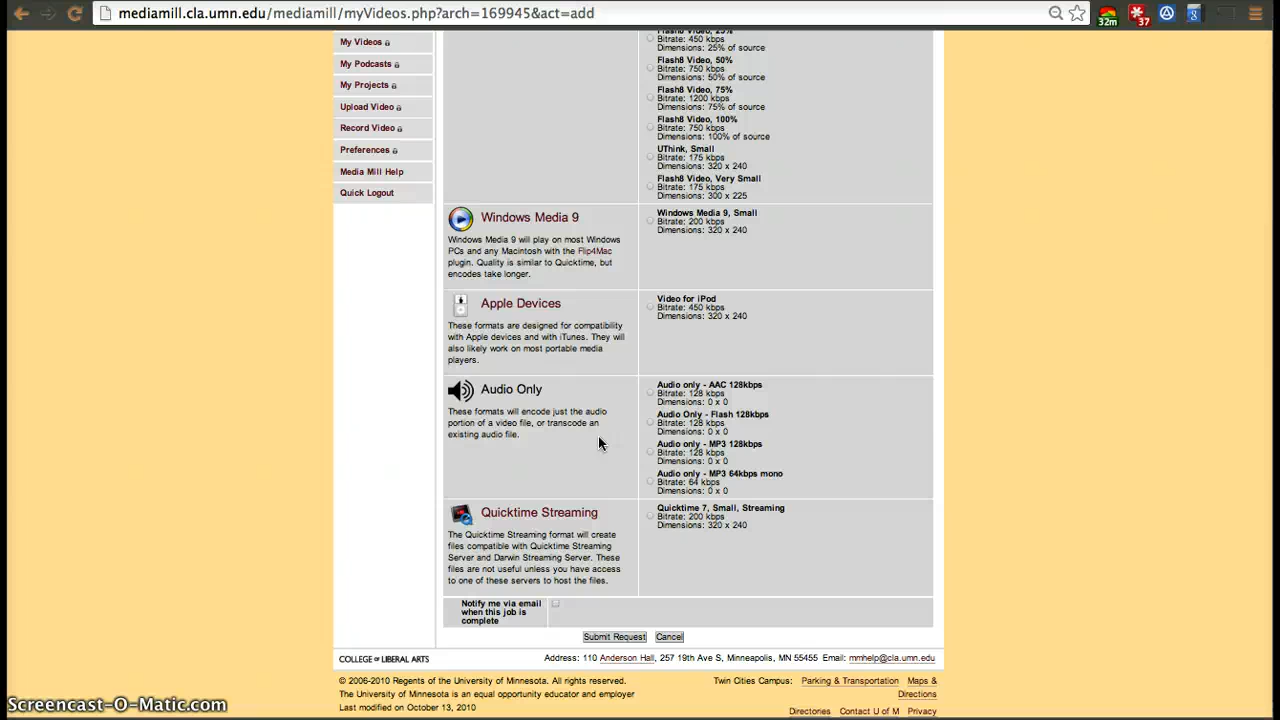 mediamill.cla.umn.edu/mediamill/myVideos.php?arch=169945&act=add
32m
37
My Videos
My Podcasts
My Projects
Upload Video
Record Video
Preferences
Media Mill Help
Quick Logout
Flash8 Video, 25%
Bitrate: 450 kbps
Dimensions: 25% of source
Flash8 Video, 50%
Bitrate: 750 kbps
Dimensions: 50% of source
Flash8 Video, 75%
Bitrate: 1200 kbps
Dimensions: 75% of source
Flash8 Video, 100%
Bitrate: 750 kbps
Dimensions: 100% of source
UThink, Small
Bitrate: 175 kbps
Dimensions: 320 x 240
Flash8 Video, Very Small
Bitrate: 175 kbps
Dimensions: 300 x 225
Windows Media 9
Windows Media 9 will play on most Windows
PCs and any Macintosh with the Flip4Mac
plugin. Quality is similar to Quicktime, but
encodes take longer.
Windows Media 9, Small
Bitrate: 200 kbps
Dimensions: 320 x 240
Apple Devices
These formats are designed for compatibility
with Apple devices and with iTunes. They will
also likely work on most portable media
players.
Video for iPod
Bitrate: 450 kbps
Dimensions: 320 x 240
Audio Only
These formats will encode just the audio
portion of a video file, or transcode an
existing audio file.
Audio only - AAC 128kbps
Bitrate: 128 kbps
Dimensions: 0 x 0
Audio Only - Flash 128kbps
Bitrate: 128 kbps
Dimensions: 0 x 0
Audio only - MP3 128kbps
Bitrate: 128 kbps
Dimensions: 0 x 0
Audio only - MP3 64kbps mono
Bitrate: 64 kbps
Dimensions: 0 x 0
Quicktime Streaming
The Quicktime Streaming format will create
files compatible with Quicktime Streaming
Server and Darwin Streaming Server. These
files are not useful unless you have access
to one of these servers to host the files.
Quicktime 7, Small, Streaming
Bitrate: 200 kbps
Dimensions: 320 x 240
Notify me via email
when this job is
complete
Submit Request Cancel
COLLEGE of LIBERAL ARTS
Address: 110 Anderson Hall, 257 19th Ave S, Minneapolis, MN 55455 Email: mmhelp@cla.umn.edu
© 2006-2010 Regents of the University of Minnesota. All rights reserved.
The University of Minnesota is an equal opportunity educator and employer
Last modified on October 13, 2010
Twin Cities Campus: Parking & Transportation Maps &
Directions
Directories Contact U of M Privacy
Screencast-O-Matic.com